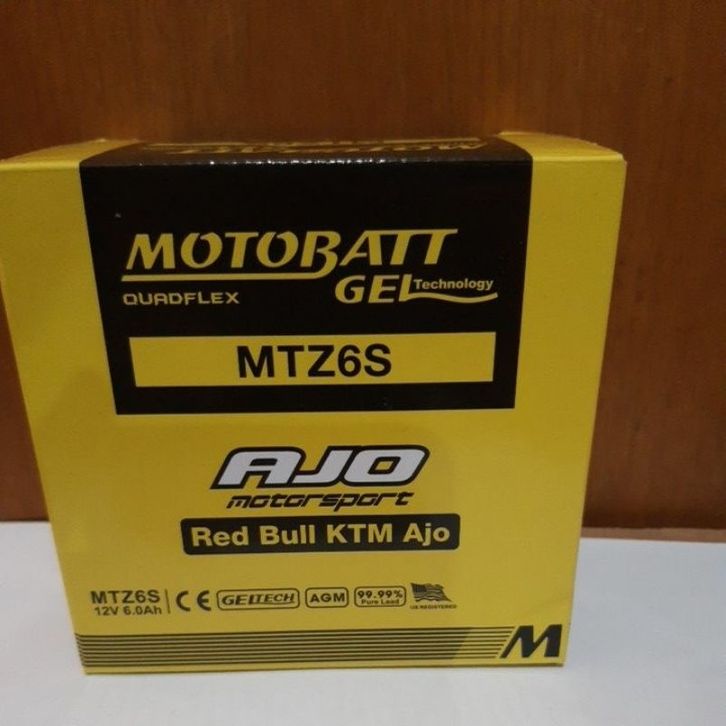 MOTOBATT
QUADFLEX GEL Technology
MTZ6S
AJO
motorsport
Red Bull KTM Ajo
MTZ6S
12V 6.0Ah
CE GELTECH AGM 99.99%
Pure Lead
US REGISTERED
M